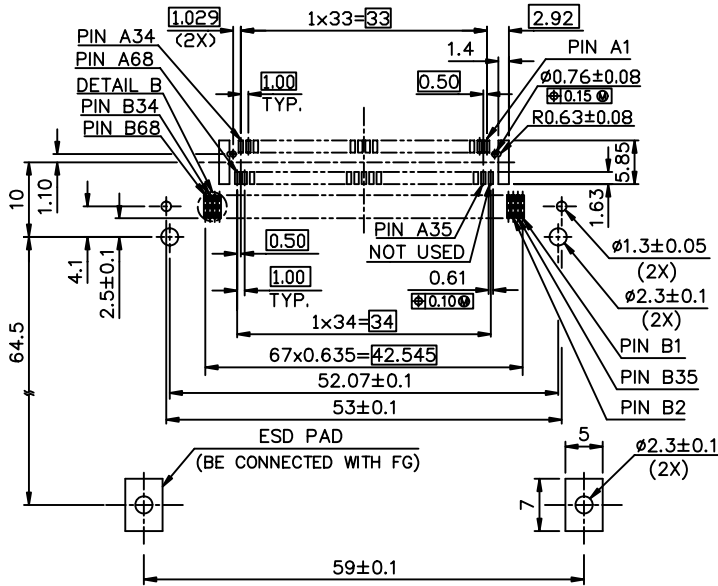 1.029
(2X)
1x33=33
2.92
PIN A34
PIN A68
DETAIL B
PIN B34
PIN B68
1.00
TYP.
0.50
1.4
PIN A1
ø0.76±0.08
⌖0.15Ⓜ
R0.63±0.08
5.85
1.63
10
1.10
4.1
2.5±0.1
64.5
PIN A35
NOT USED
0.50
1.00
TYP.
0.61
⌖0.10Ⓜ
1x34=34
ø1.3±0.05
(2X)
ø2.3±0.1
(2X)
67x0.635=42.545
52.07±0.1
53±0.1
PIN B1
PIN B35
PIN B2
ESD PAD
(BE CONNECTED WITH FG)
5
7
ø2.3±0.1
(2X)
59±0.1